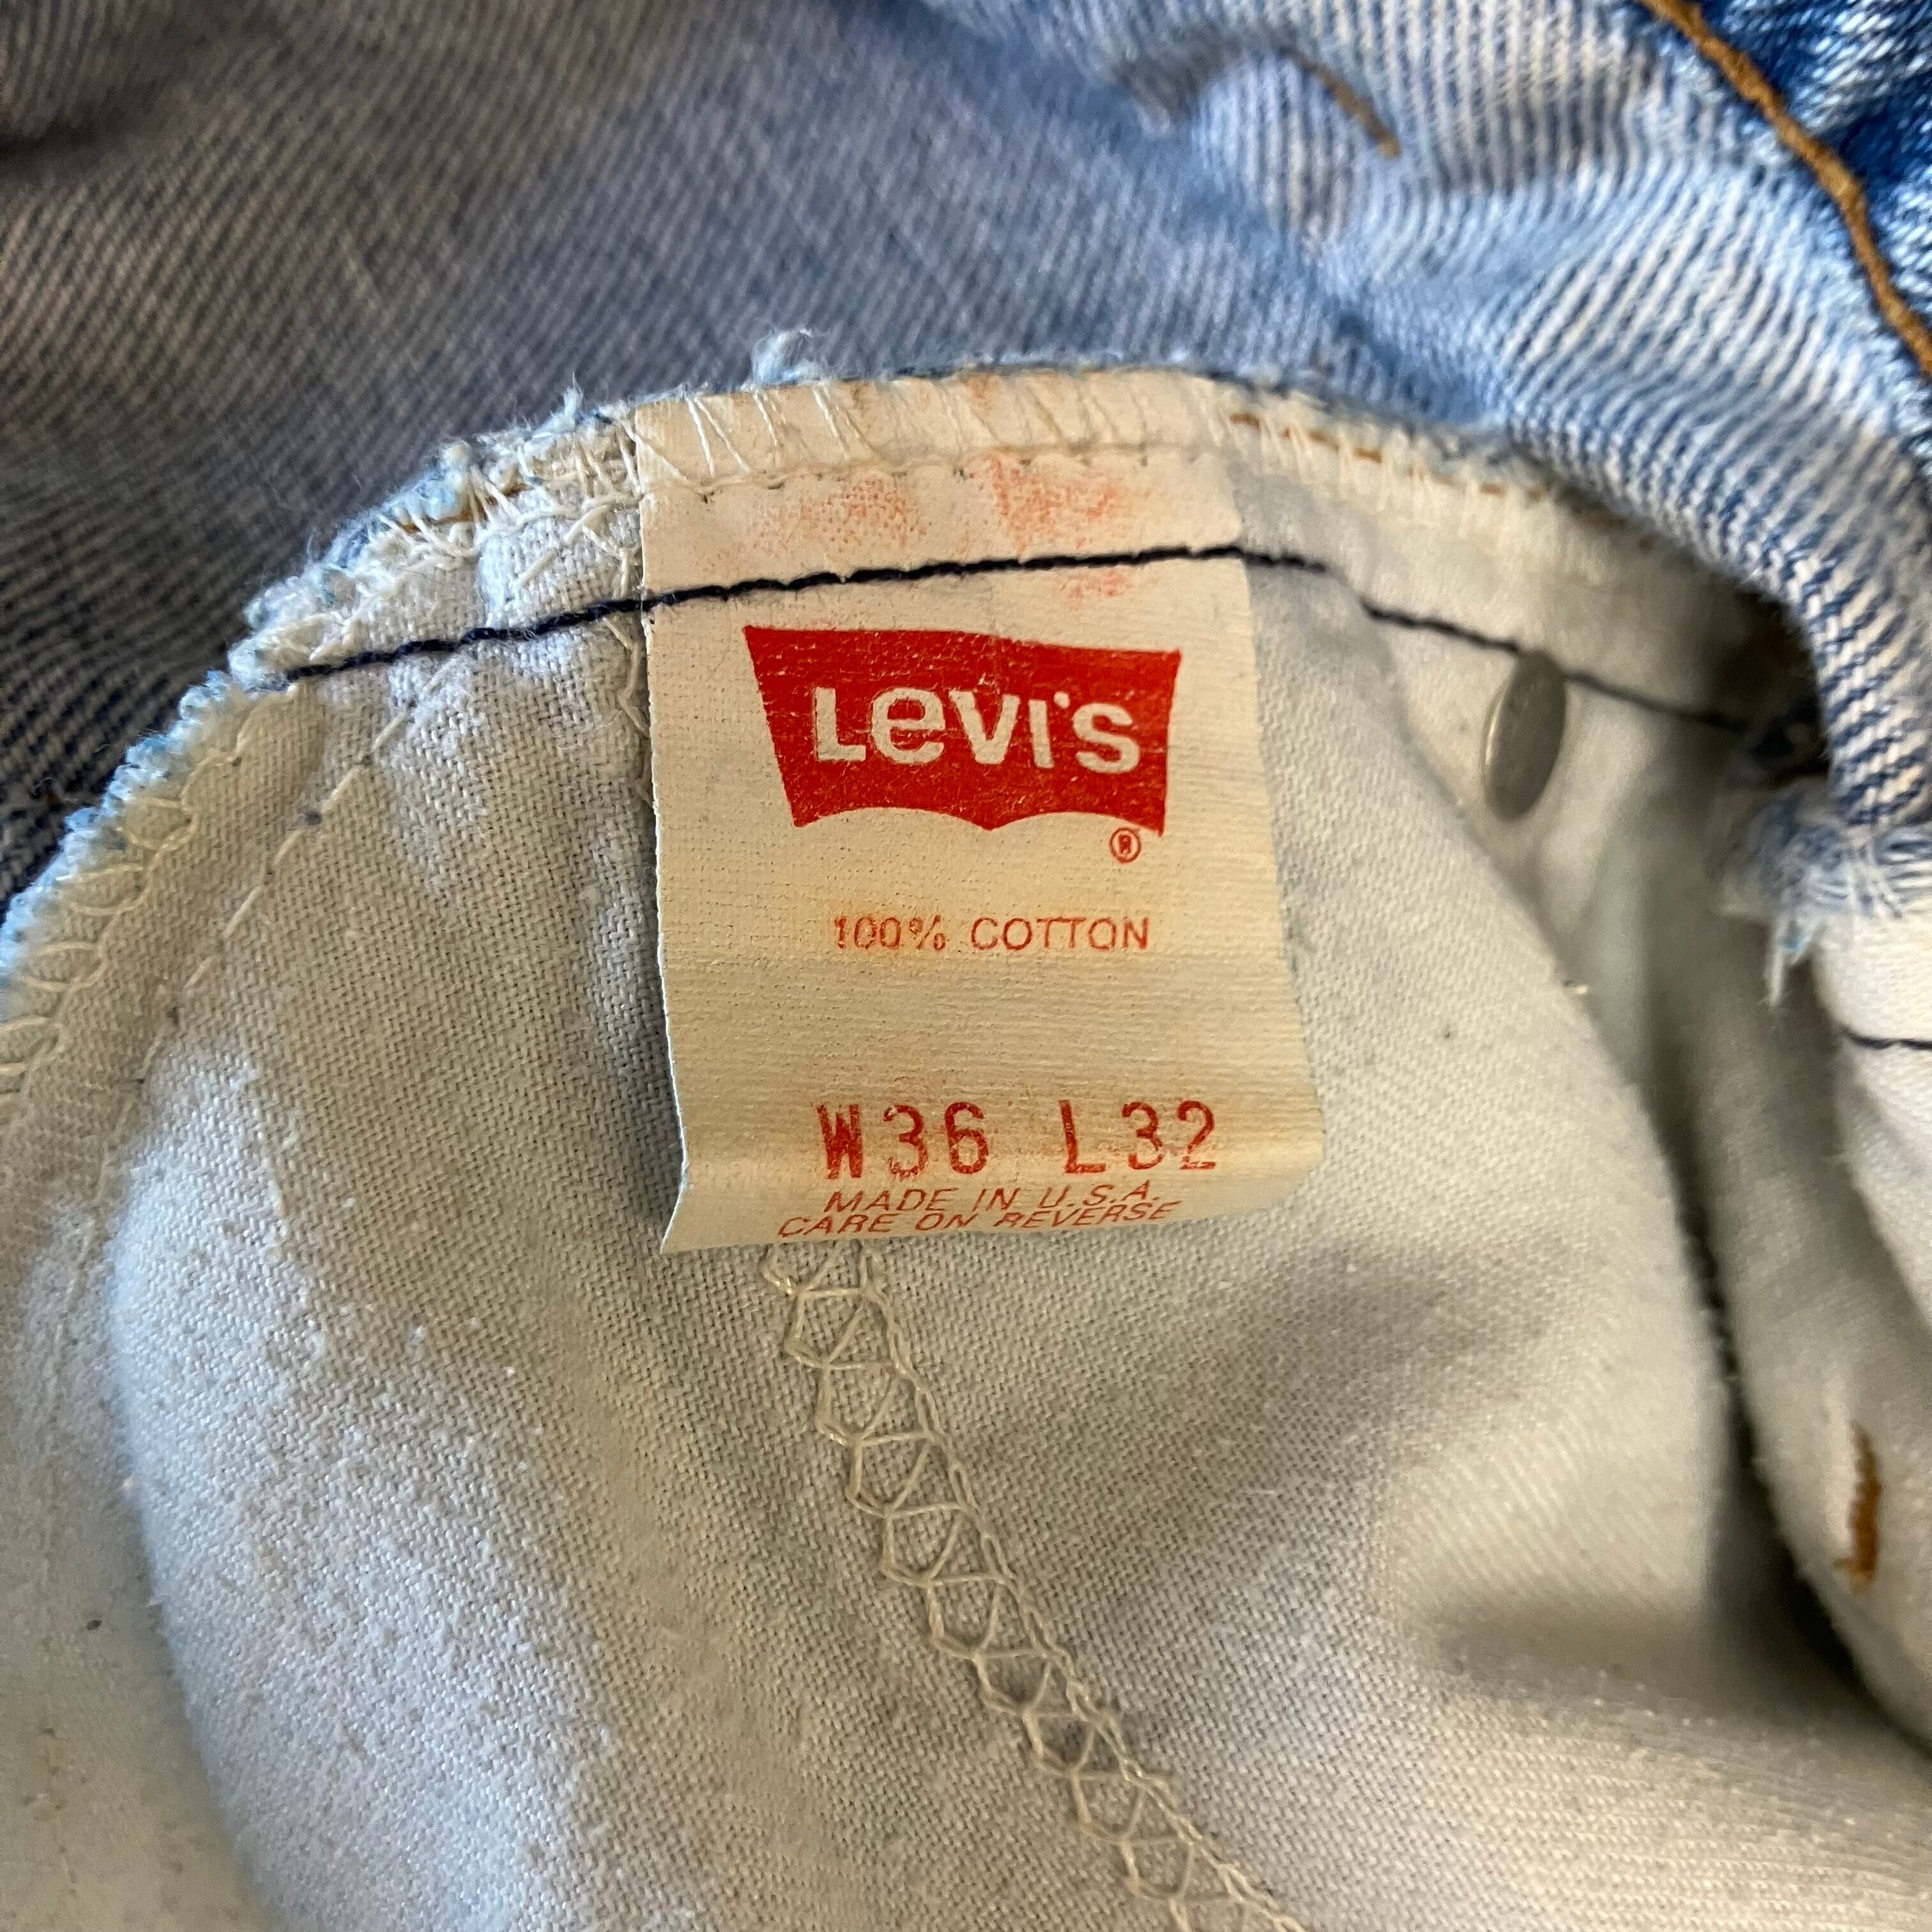 LEVI'S
®
100% COTTON
W36 L32
MADE IN U.S.A.
CARE ON REVERSE